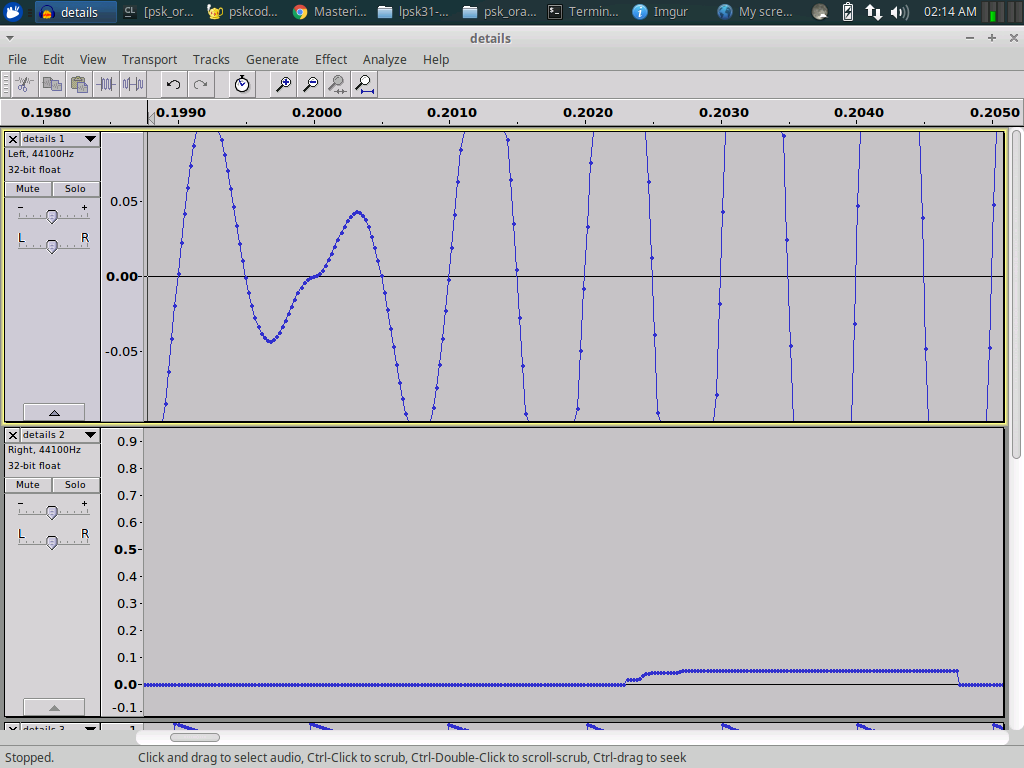 details [psk_or... pskcod... Masteri... lpsk31-... psk_ora... Termin... Imgur My scre... 02:14 AM
details
File Edit View Transport Tracks Generate Effect Analyze Help
0.1980 0.1990 0.2000 0.2010 0.2020 0.2030 0.2040 0.2050
details 1
Left, 44100Hz
32-bit float
Mute Solo
- +
L R
0.05
0.00
-0.05
details 2
Right, 44100Hz
32-bit float
Mute Solo
- +
L R
0.9
0.8
0.7
0.6
0.5
0.4
0.3
0.2
0.1
0.0
-0.1
details 3 1
Stopped. Click and drag to select audio, Ctrl-Click to scrub, Ctrl-Double-Click to scroll-scrub, Ctrl-drag to seek